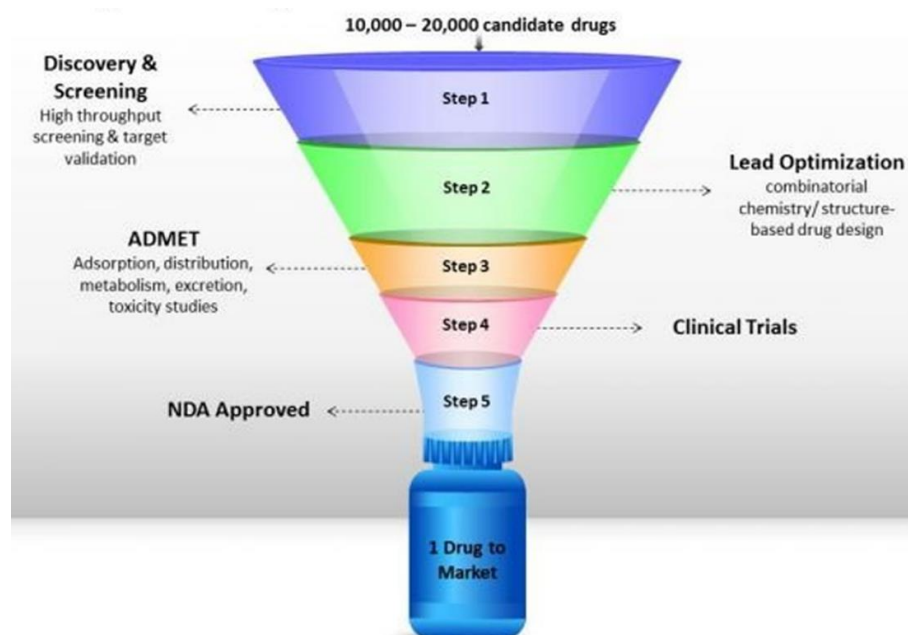 10,000 – 20,000 candidate drugs
Discovery &
Screening
High throughput
screening & target
validation
Step 1
Step 2
Lead Optimization
combinatorial
chemistry/ structure-
based drug design
ADMET
Adsorption, distribution,
metabolism, excretion,
toxicity studies
Step 3
Step 4
Clinical Trials
NDA Approved
Step 5
1 Drug to
Market